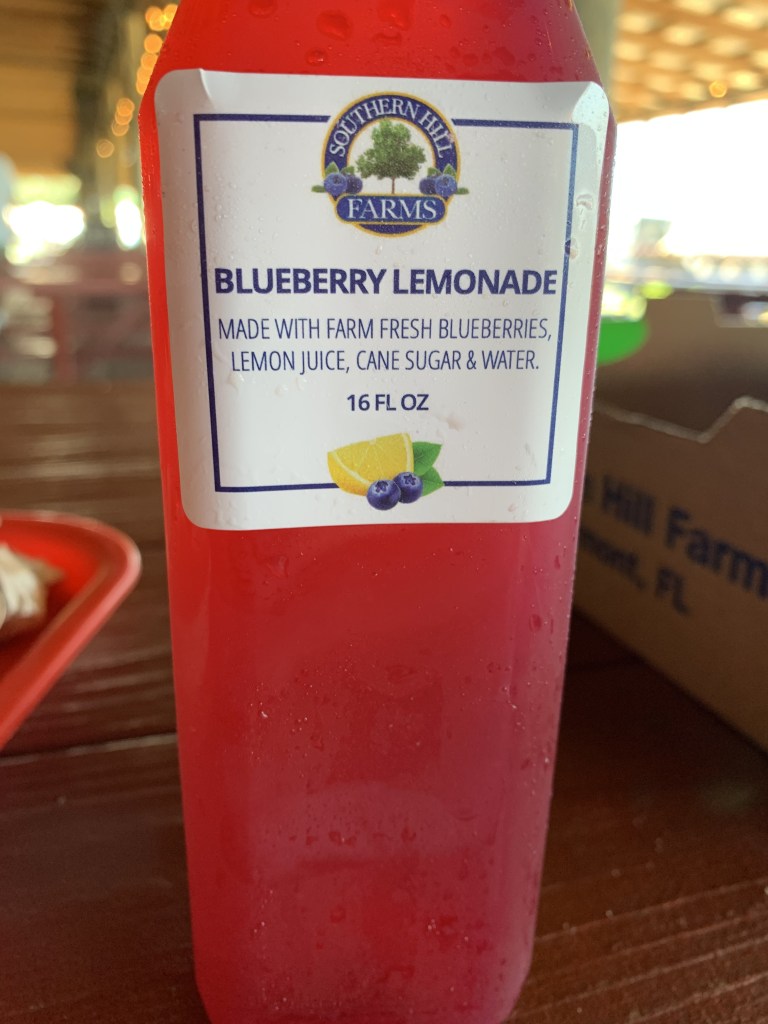 SOUTHERN HILL
FARMS
BLUEBERRY LEMONADE
MADE WITH FARM FRESH BLUEBERRIES,
LEMON JUICE, CANE SUGAR & WATER.
16 FL OZ
Hill Farm
FL